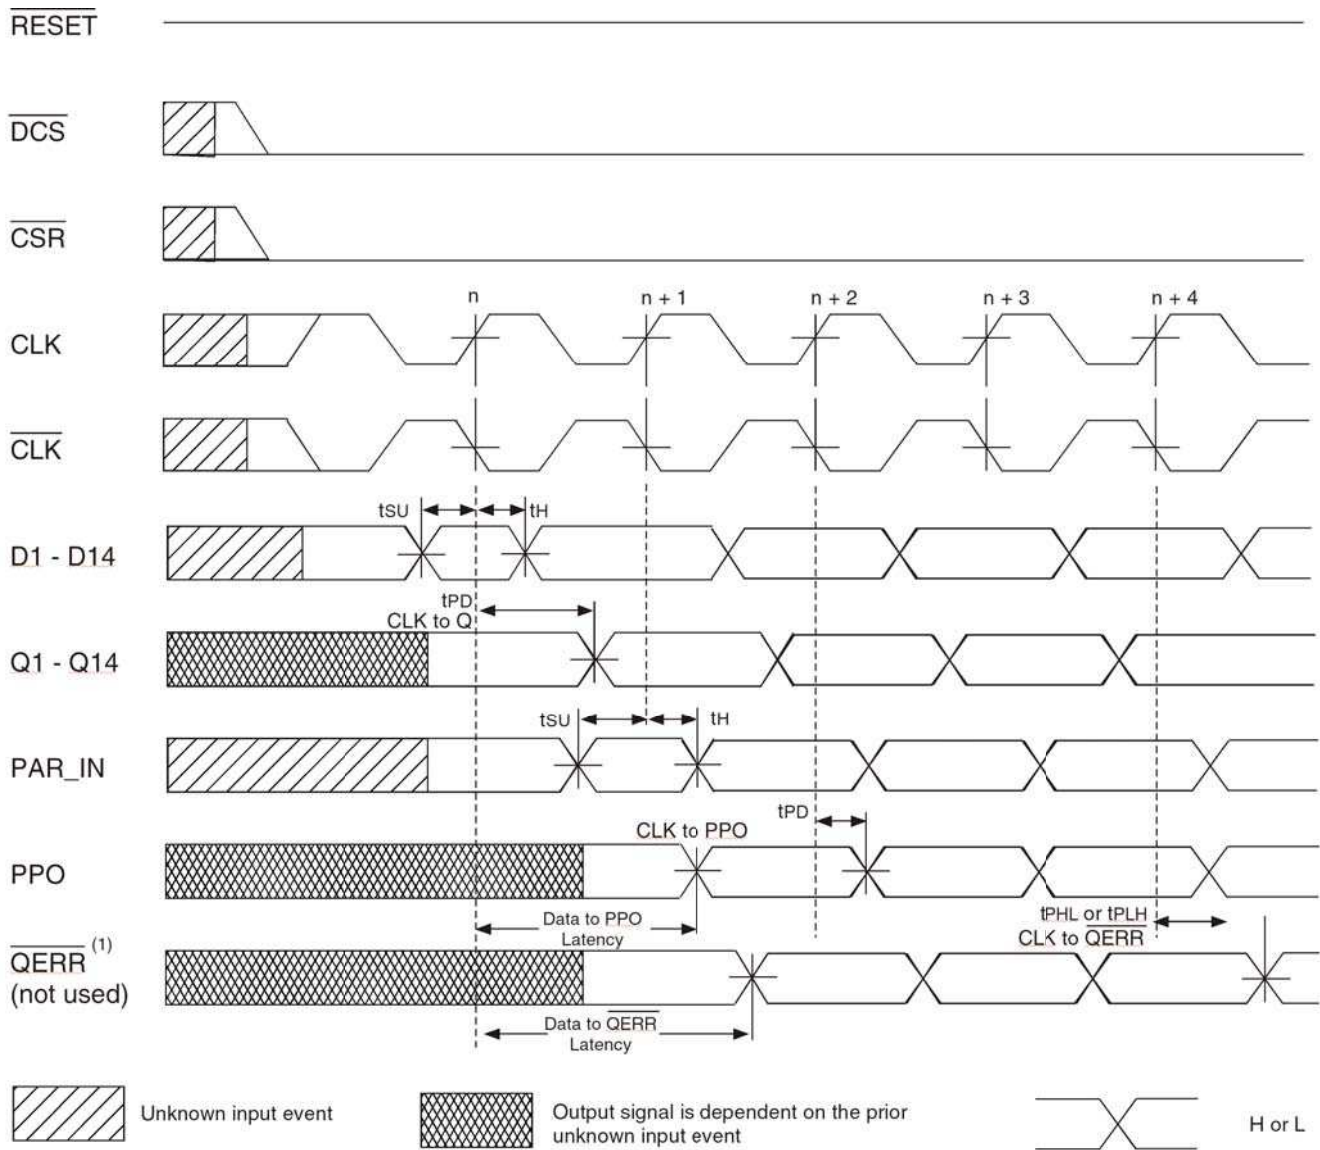 RESET
DCS
CSR
n n + 1 n + 2 n + 3 n + 4
CLK
CLK
tSU tH
D1 - D14
tPD
CLK to Q
Q1 - Q14
tSU tH
PAR_IN
tPD
CLK to PPO
PPO
Data to PPO
Latency
tPHL or tPLH
CLK to QERR
QERR (1)
(not used)
Data to QERR
Latency
Unknown input event
Output signal is dependent on the prior
unknown input event
H or L